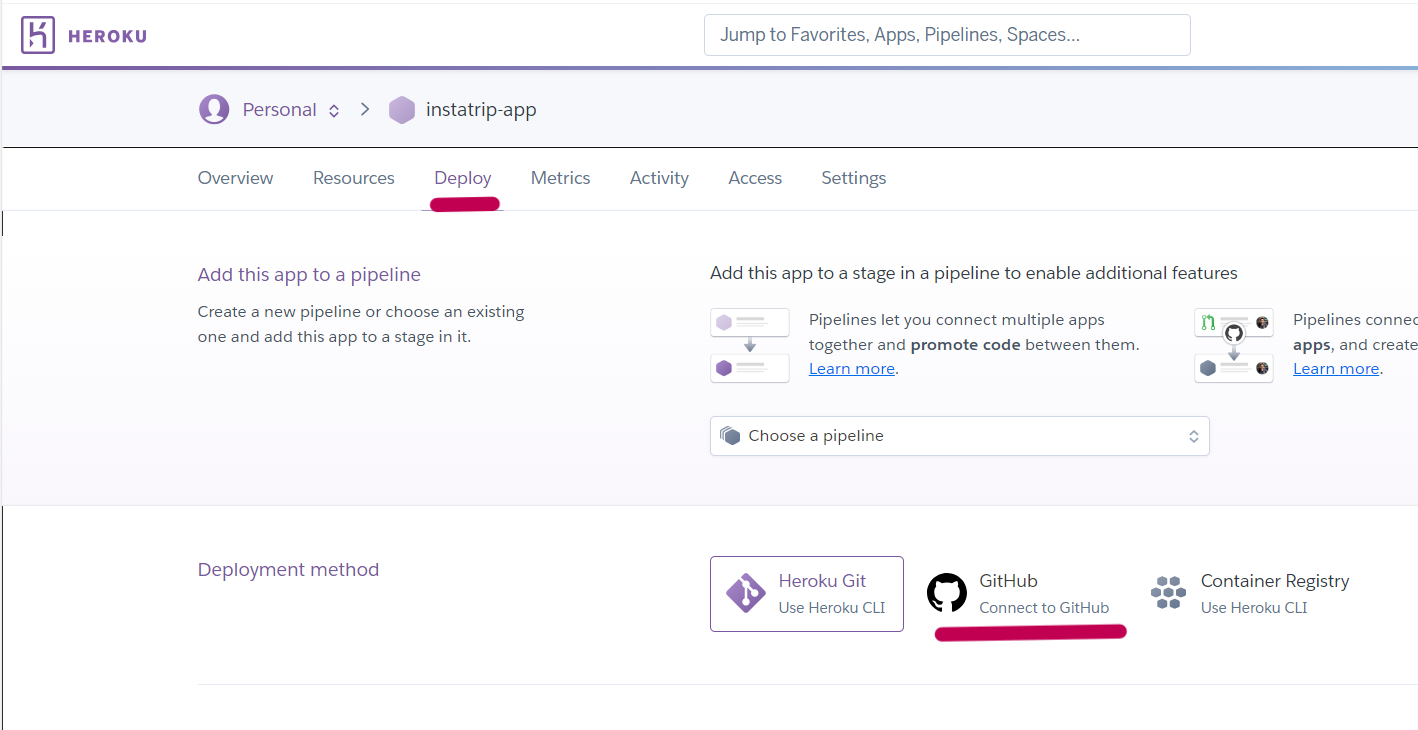 HEROKU
Jump to Favorites, Apps, Pipelines, Spaces...
Personal
instatrip-app
Overview Resources Deploy Metrics Activity Access Settings
Add this app to a pipeline
Create a new pipeline or choose an existing
one and add this app to a stage in it.
Add this app to a stage in a pipeline to enable additional features
Pipelines let you connect multiple apps
together and promote code between them.
Learn more.
Pipelines connec
apps, and create
Learn more.
Choose a pipeline
Deployment method
Heroku Git
Use Heroku CLI
GitHub
Connect to GitHub
Container Registry
Use Heroku CLI